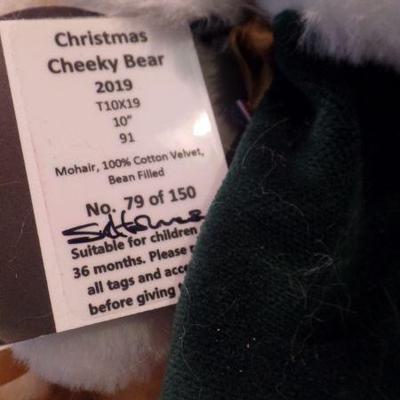 Christmas
Cheeky Bear
2019
T10X19
10"
91
Mohair, 100% Cotton Velvet,
Bean Filled
No. 79 of 150
Suitable for children
36 months. Please
all tags and
before giving